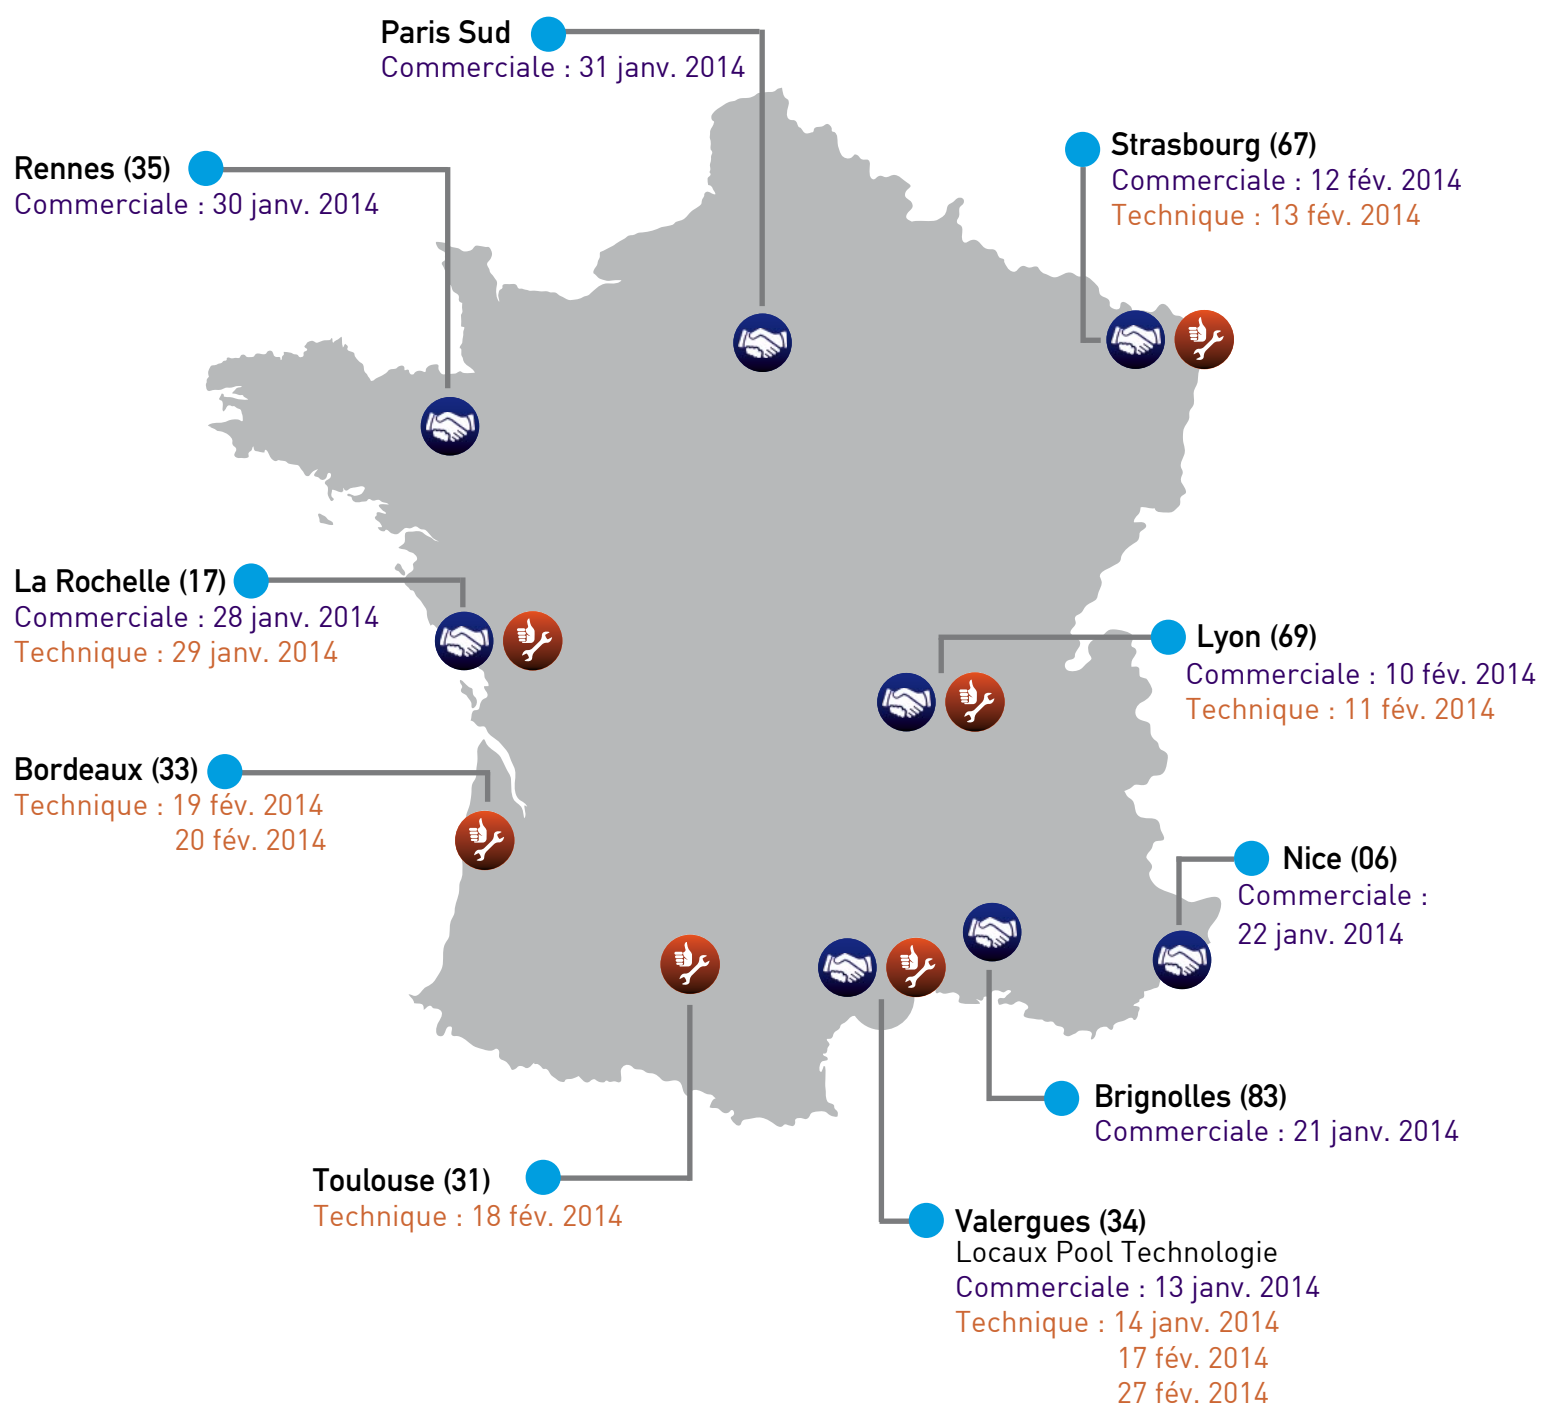 Paris Sud
Commerciale : 31 janv. 2014
Strasbourg (67)
Commerciale : 12 fév. 2014
Technique : 13 fév. 2014
Rennes (35)
Commerciale : 30 janv. 2014
La Rochelle (17)
Commerciale : 28 janv. 2014
Technique : 29 janv. 2014
Lyon (69)
Commerciale : 10 fév. 2014
Technique : 11 fév. 2014
Bordeaux (33)
Technique : 19 fév. 2014
20 fév. 2014
Nice (06)
Commerciale :
22 janv. 2014
Brignolles (83)
Commerciale : 21 janv. 2014
Toulouse (31)
Technique : 18 fév. 2014
Valergues (34)
Locaux Pool Technologie
Commerciale : 13 janv. 2014
Technique : 14 janv. 2014
17 fév. 2014
27 fév. 2014